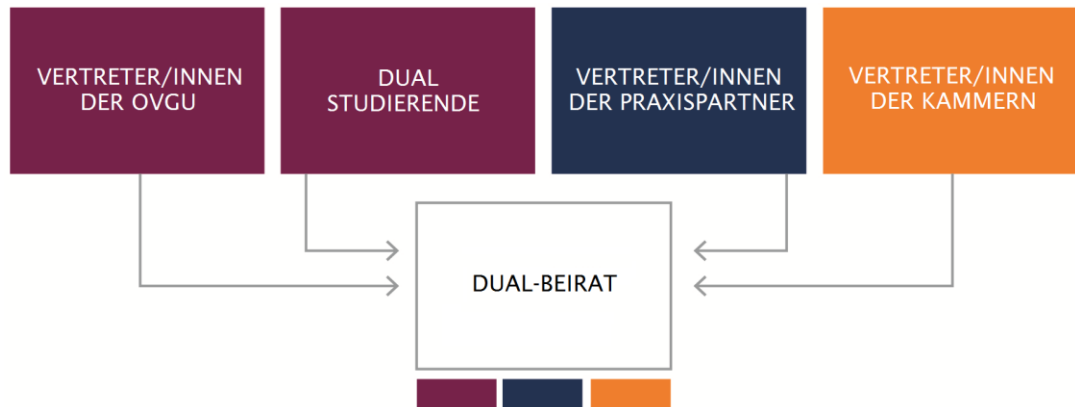 VERTRETER/INNEN
DER OVGU
DUAL
STUDIERENDE
VERTRETER/INNEN
DER PRAXISPARTNER
VERTRETER/INNEN
DER KAMMERN
DUAL-BEIRAT